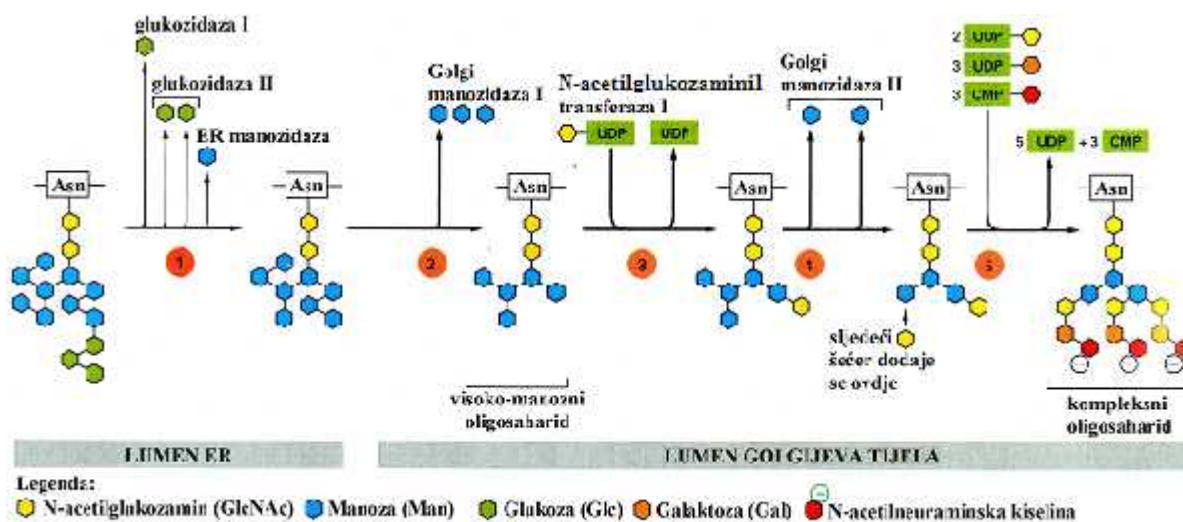 glukozidaza I
glukozidaza II
ER manozidaza
Golgi
manozidaza I
N-acetilglukozaminil
transferaza I
UDP
UDP
Golgi
manozidaza II
2 UDP
3 UDP
3 CMP
5 UDP + 3 CMP
Asn
Asn
Asn
Asn
Asn
Asn
1
2
3
4
5
sljedeći
šećer dodaje
se ovdje
visoko-manozni
oligosaharid
kompleksni
oligosaharid
LUMEN ER
LUMEN GOLGIJEVA TIJELA
Legenda:
N-acetilglukozamin (GlcNAc) Manoza (Man) Glukoza (Glc) Galaktoza (Gal) N-acetilneuraminska kiselina